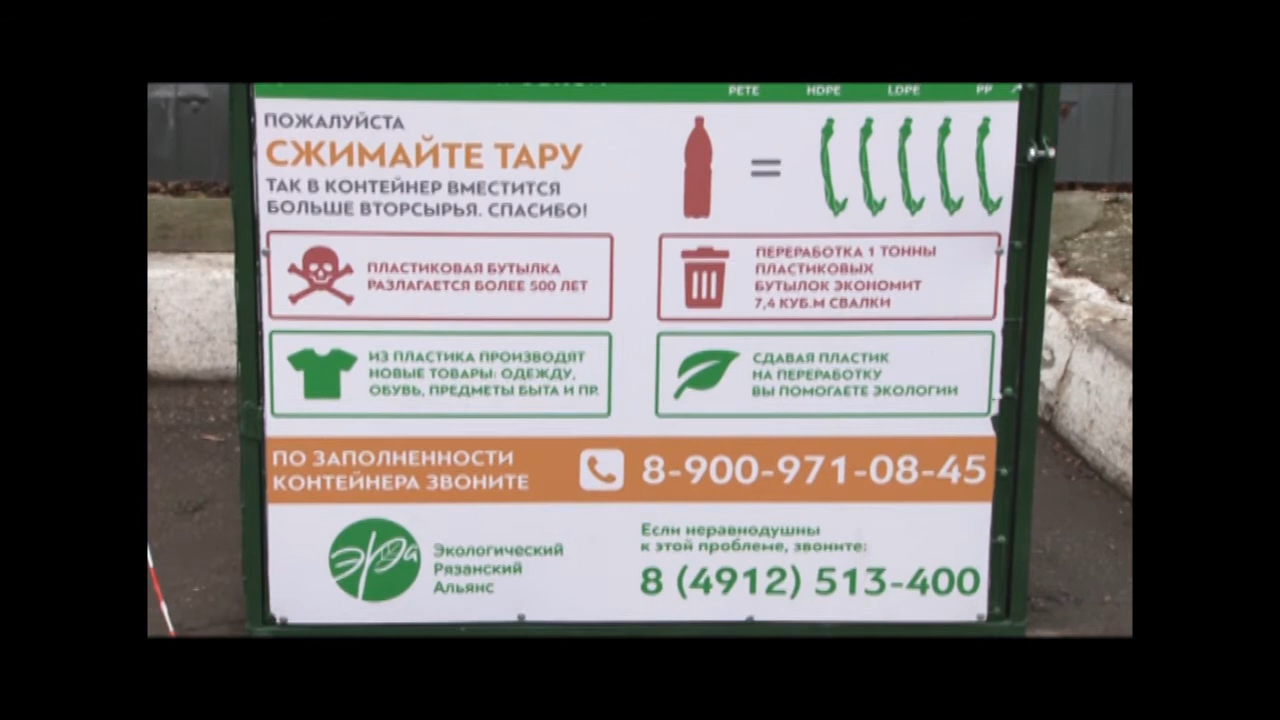 PETE HDPE LDPE PP
ПОЖАЛУЙСТА
СЖИМАЙТЕ ТАРУ
ТАК В КОНТЕЙНЕР ВМЕСТИТСЯ
БОЛЬШЕ ВТОРСЫРЬЯ. СПАСИБО!
=
ПЛАСТИКОВАЯ БУТЫЛКА
РАЗЛАГАЕТСЯ БОЛЕЕ 500 ЛЕТ
ПЕРЕРАБОТКА 1 ТОННЫ
ПЛАСТИКОВЫХ
БУТЫЛОК ЭКОНОМИТ
7,4 КУБ.М СВАЛКИ
ИЗ ПЛАСТИКА ПРОИЗВОДЯТ
НОВЫЕ ТОВАРЫ: ОДЕЖДУ,
ОБУВЬ, ПРЕДМЕТЫ БЫТА И ПР.
СДАВАЯ ПЛАСТИК
НА ПЕРЕРАБОТКУ
ВЫ ПОМОГАЕТЕ ЭКОЛОГИИ
ПО ЗАПОЛНЕННОСТИ
КОНТЕЙНЕРА ЗВОНИТЕ
8-900-971-08-45
эра
Экологический
Рязанский
Альянс
Если неравнодушны
к этой проблеме, звоните:
8 (4912) 513-400